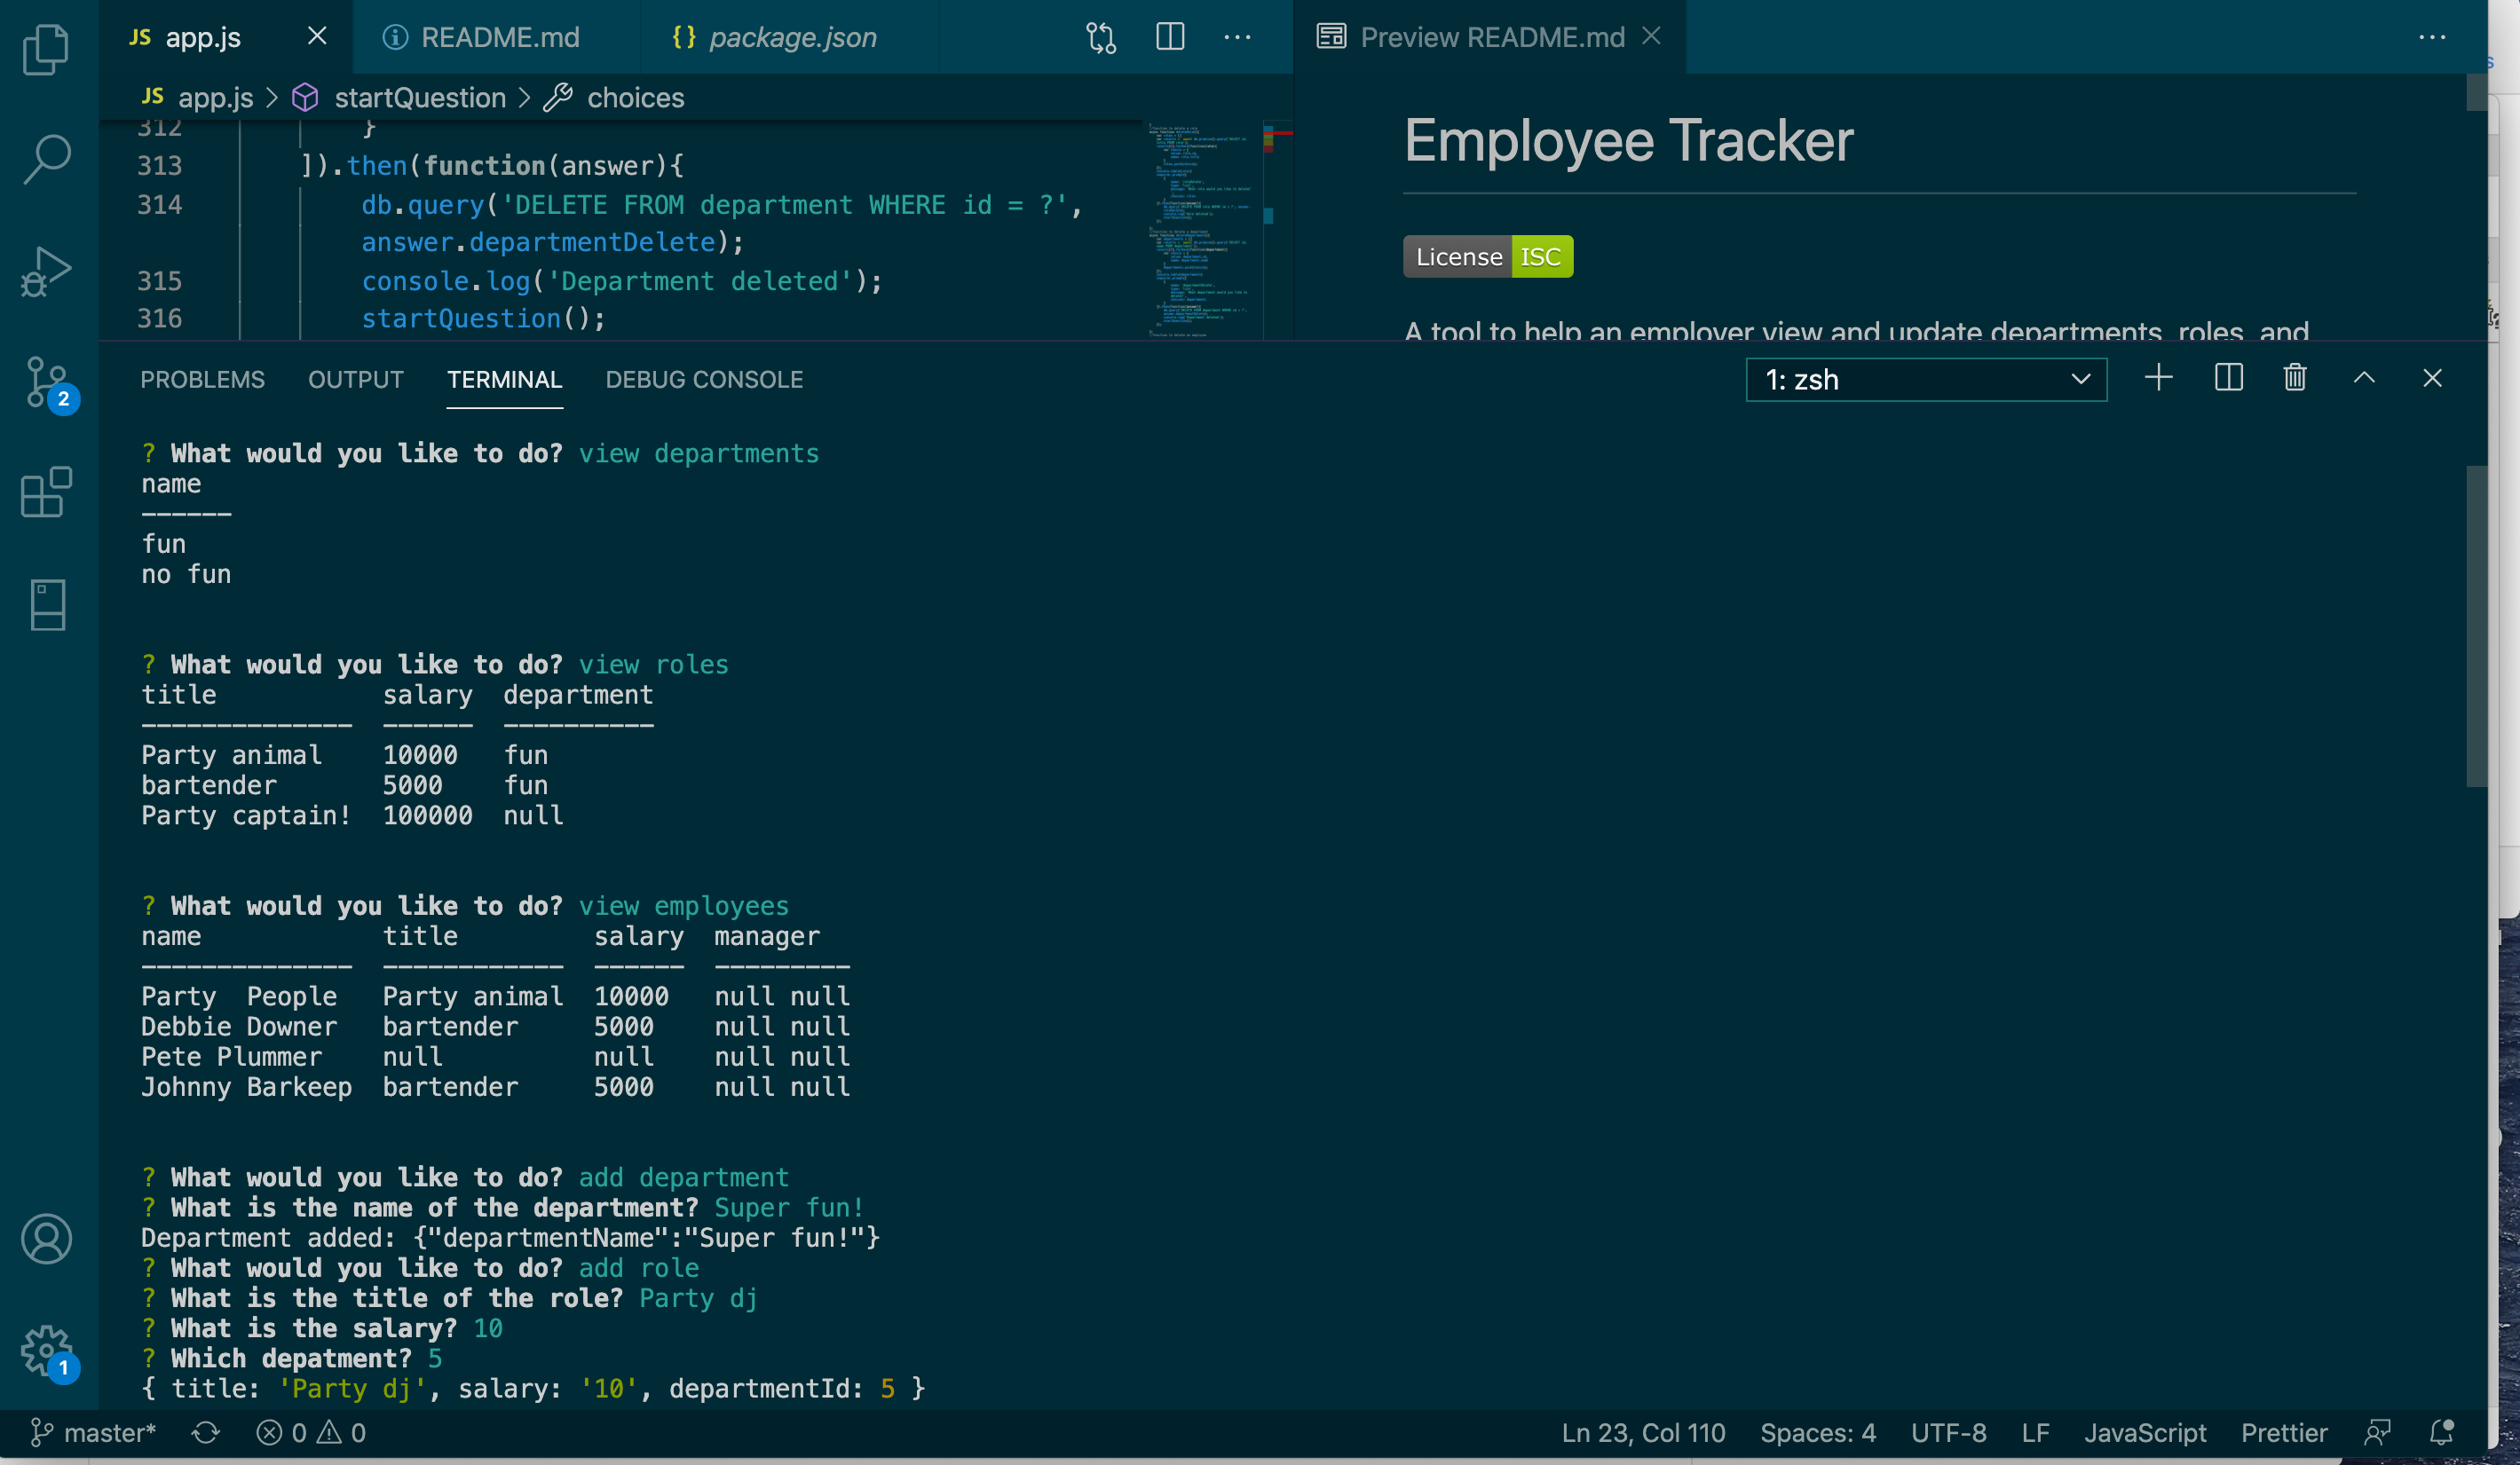 JS app.js
README.md
{} package.json
Preview README.md
JS app.js > startQuestion > choices
312 }
313 ]).then(function(answer){
314 db.query('DELETE FROM department WHERE id = ?',
answer.departmentDelete);
315 console.log('Department deleted');
316 startQuestion();
Employee Tracker
License ISC
A tool to help an employer view and update departments, roles, and
PROBLEMS OUTPUT TERMINAL DEBUG CONSOLE
1: zsh
2
? What would you like to do? view departments
name
------
fun
no fun
? What would you like to do? view roles
title salary department
-------------- ------ ----------
Party animal 10000 fun
bartender 5000 fun
Party captain! 100000 null
? What would you like to do? view employees
name title salary manager
-------------- ------------ ------ ---------
Party  People Party animal 10000 null null
Debbie Downer bartender 5000 null null
Pete Plummer null null null null
Johnny Barkeep bartender 5000 null null
? What would you like to do? add department
? What is the name of the department? Super fun!
Department added: {"departmentName":"Super fun!"}
? What would you like to do? add role
? What is the title of the role? Party dj
? What is the salary? 10
? Which depatment? 5
{ title: 'Party dj', salary: '10', departmentId: 5 }
1
master* 0 0 Ln 23, Col 110 Spaces: 4 UTF-8 LF JavaScript Prettier